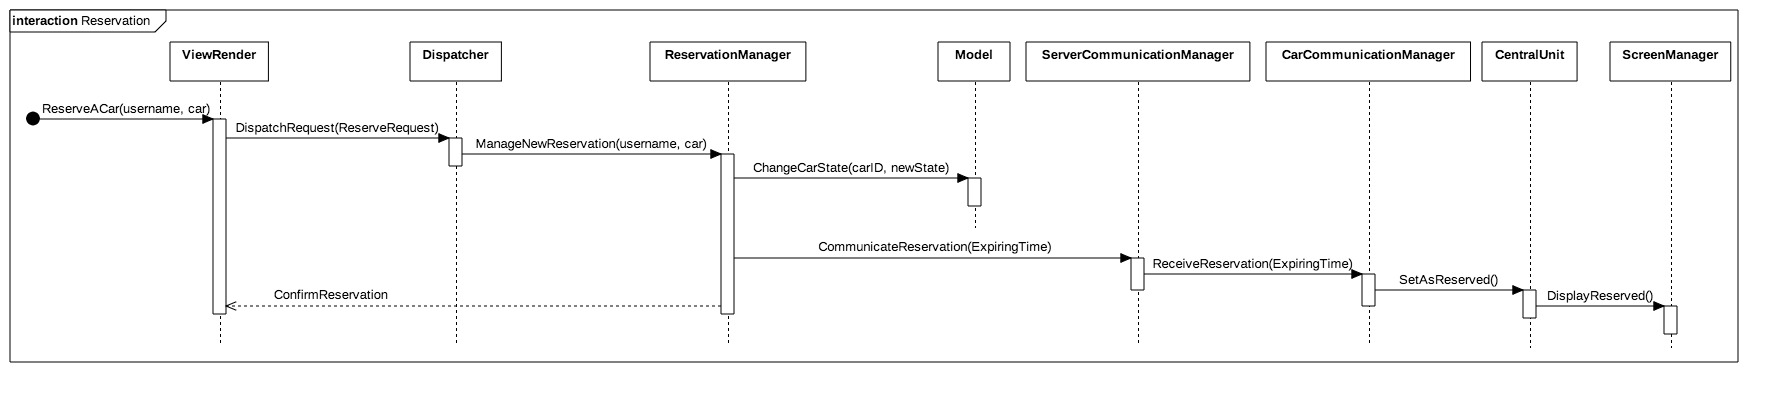 interaction Reservation
ViewRender
Dispatcher
ReservationManager
Model
ServerCommunicationManager
CarCommunicationManager
CentralUnit
ScreenManager
ReserveACar(username, car)
DispatchRequest(ReserveRequest)
ManageNewReservation(username, car)
ChangeCarState(carID, newState)
CommunicateReservation(ExpiringTime)
ReceiveReservation(ExpiringTime)
SetAsReserved()
DisplayReserved()
ConfirmReservation